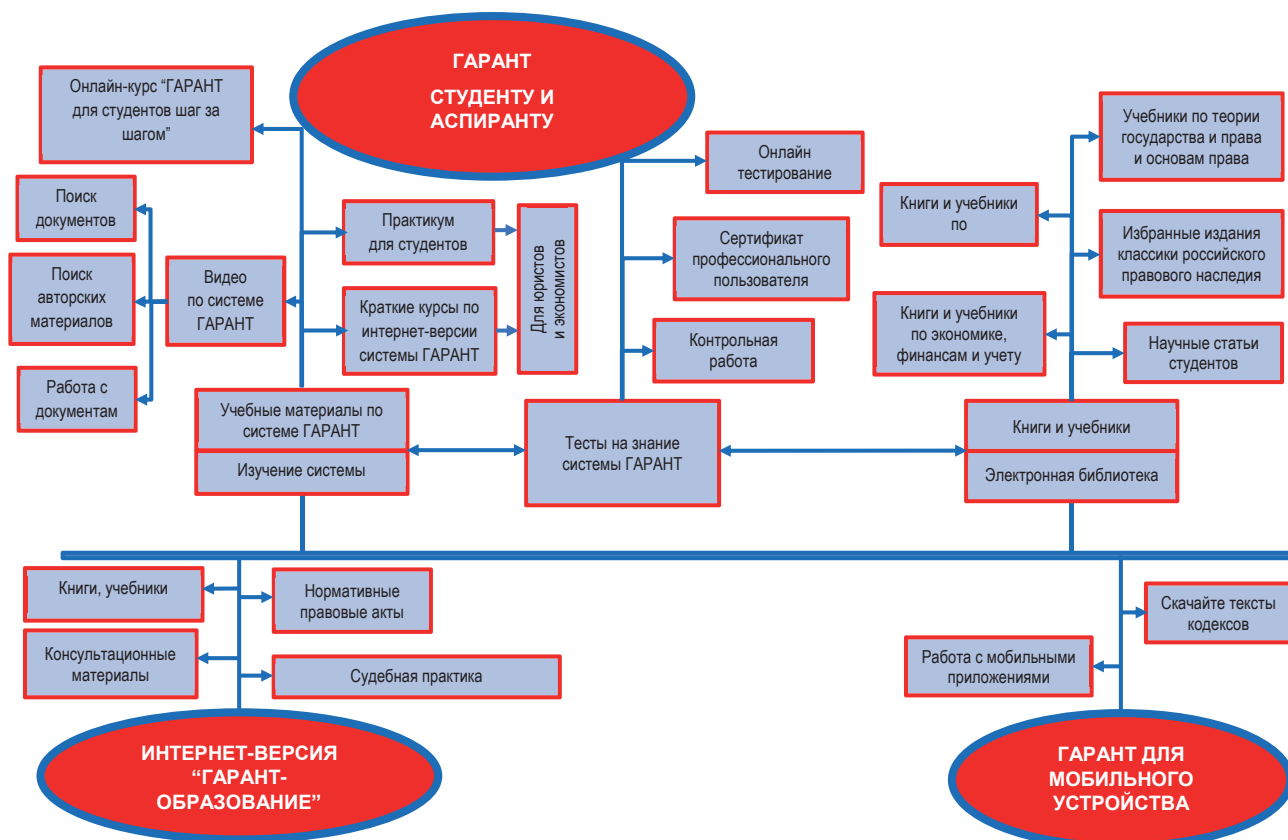 ГАРАНТ
СТУДЕНТУ И
АСПИРАНТУ
Онлайн-курс “ГАРАНТ
для студентов шаг за
шагом”
Поиск
документов
Поиск
авторских
материалов
Работа с
документам
Видео
по системе
ГАРАНТ
Практикум
для студентов
Краткие курсы по
интернет-версии
системы ГАРАНТ
Для юристов
и экономистов
Онлайн
тестирование
Сертификат
профессионального
пользователя
Контрольная
работа
Книги и учебники
по
Книги и учебники
по экономике,
финансам и учету
Учебники по теории
государства и права
и основам права
Избранные издания
классики российского
правового наследия
Научные статьи
студентов
Учебные материалы по
системе ГАРАНТ
Изучение системы
Тесты на знание
системы ГАРАНТ
Книги и учебники
Электронная библиотека
Книги, учебники
Нормативные
правовые акты
Консультационные
материалы
Судебная практика
Скачайте тексты
кодексов
Работа с мобильными
приложениями
ИНТЕРНЕТ-ВЕРСИЯ
“ГАРАНТ-
ОБРАЗОВАНИЕ”
ГАРАНТ ДЛЯ
МОБИЛЬНОГО
УСТРОЙСТВА